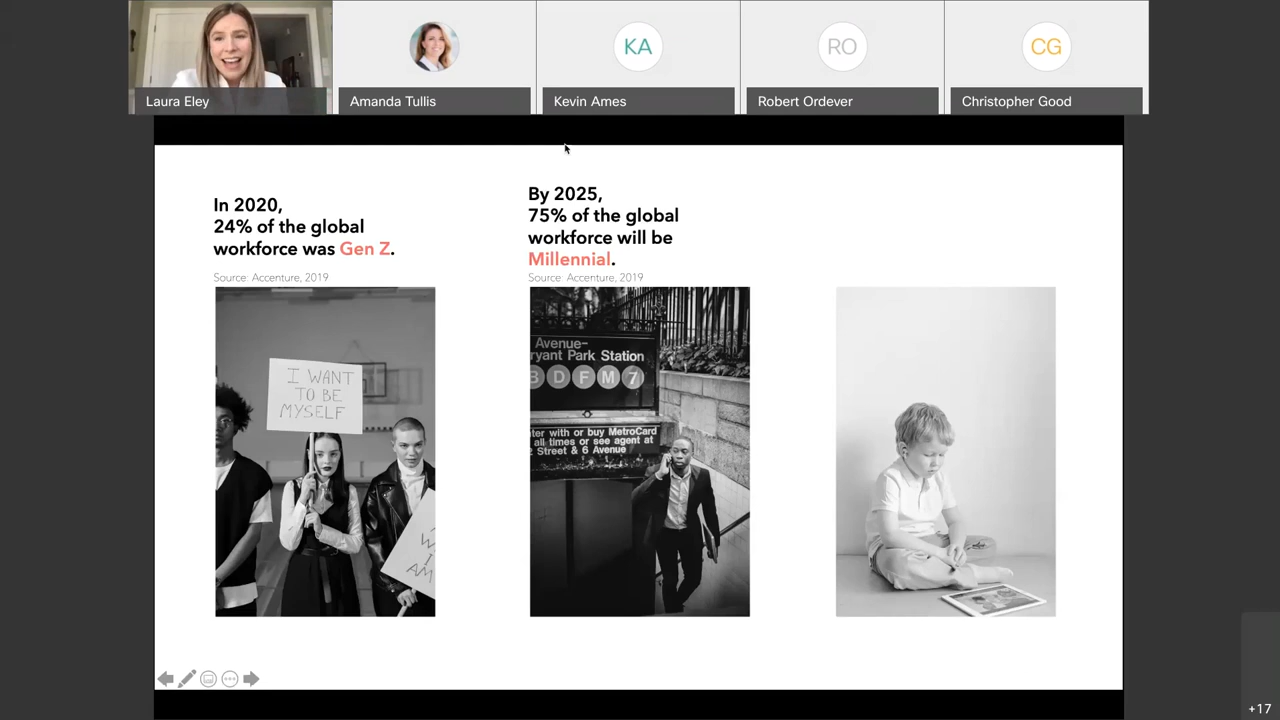 KA
RO
CG
Laura Eley
Amanda Tullis
Kevin Ames
Robert Ordever
Christopher Good
In 2020,
24% of the global
workforce was Gen Z.
Source: Accenture, 2019
By 2025,
75% of the global
workforce will be
Millennial.
Source: Accenture, 2019
I WANT
TO BE
MYSELF
W
I
AM
Avenue-
ryant Park Station
B D F M 7
ter with or buy MetroCard
all times or see agent at
Street & 6 Avenue
+17